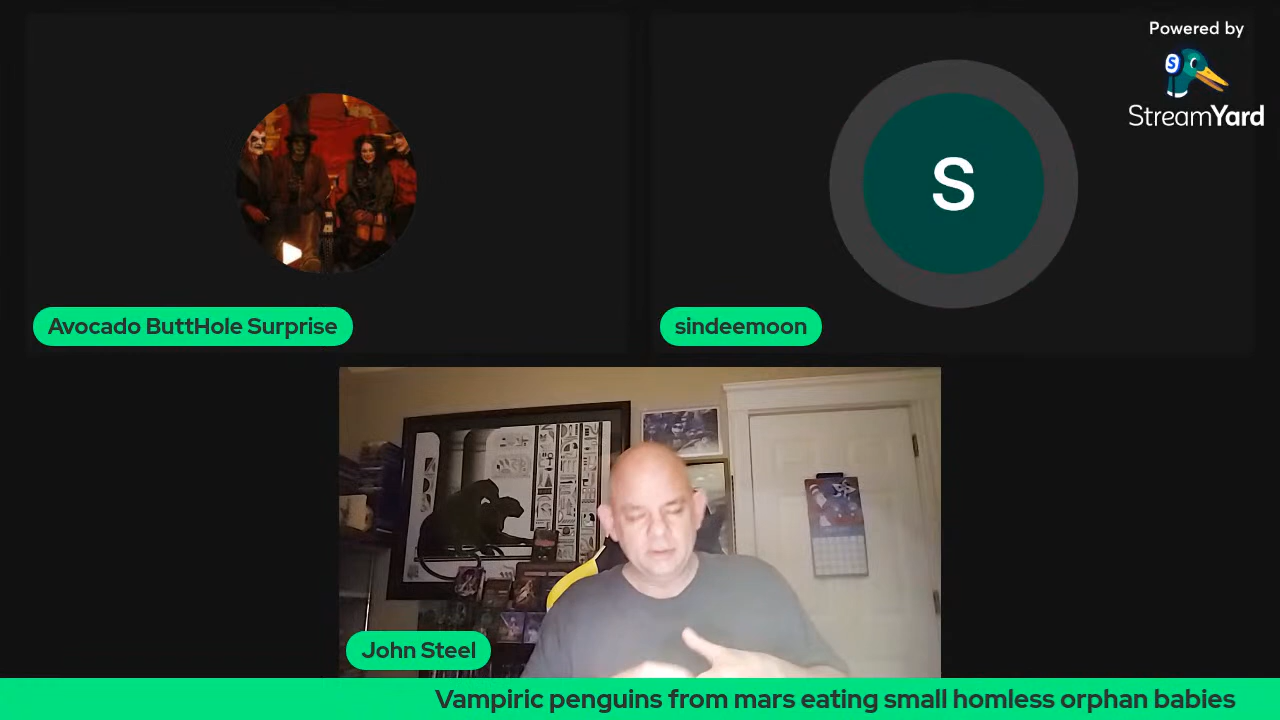 Powered by
S
StreamYard
S
Avocado ButtHole Surprise
sindeemoon
John Steel
Vampiric penguins from mars eating small homless orphan babies